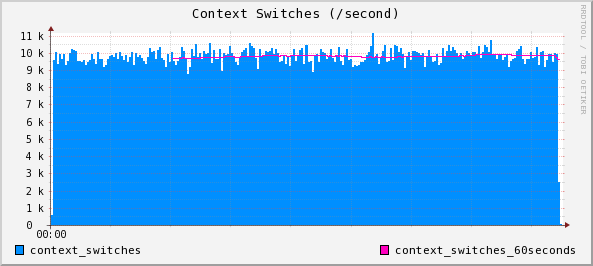 Context Switches (/second)
RRDTOOL / TOBI OETIKER
11 k
10 k
9 k
8 k
7 k
6 k
5 k
4 k
3 k
2 k
1 k
0
00:00
context_switches
context_switches_60seconds